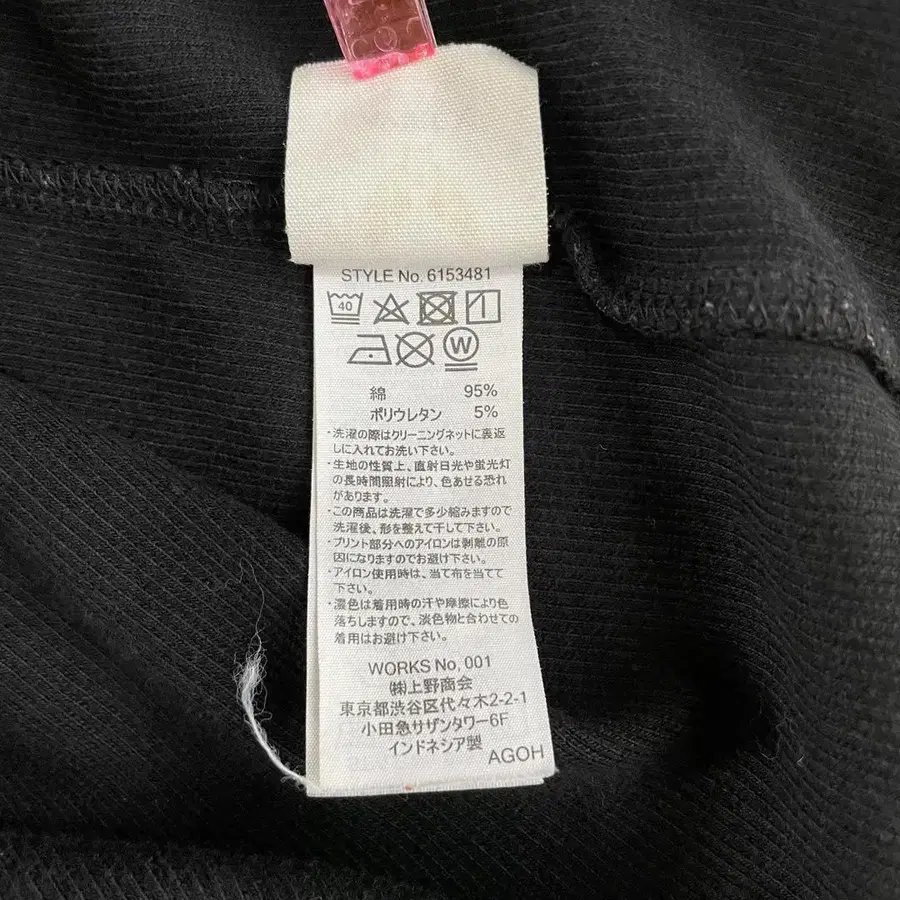 STYLE No. 6153481
40
W
綿 95%
ポリウレタン 5%
・洗濯の際はクリーニングネットに裏返
しに入れてお洗い下さい。
・生地の性質上、直射日光や蛍光灯
の長時間照射により、色あせる恐れ
があります。
・この商品は洗濯で多少縮みますので
洗濯後、形を整えて干して下さい。
・プリント部分へのアイロンは剥離の原
因になりますのでお避け下さい。
・アイロン使用時は、当て布を当てて
下さい。
・濃色は着用時の汗や摩擦により色
落ちしますので、淡色物と合わせての
着用はお避け下さい。
WORKS No, 001
㈱上野商会
東京都渋谷区代々木2-2-1
小田急サザンタワー6F
インドネシア製
AGOH